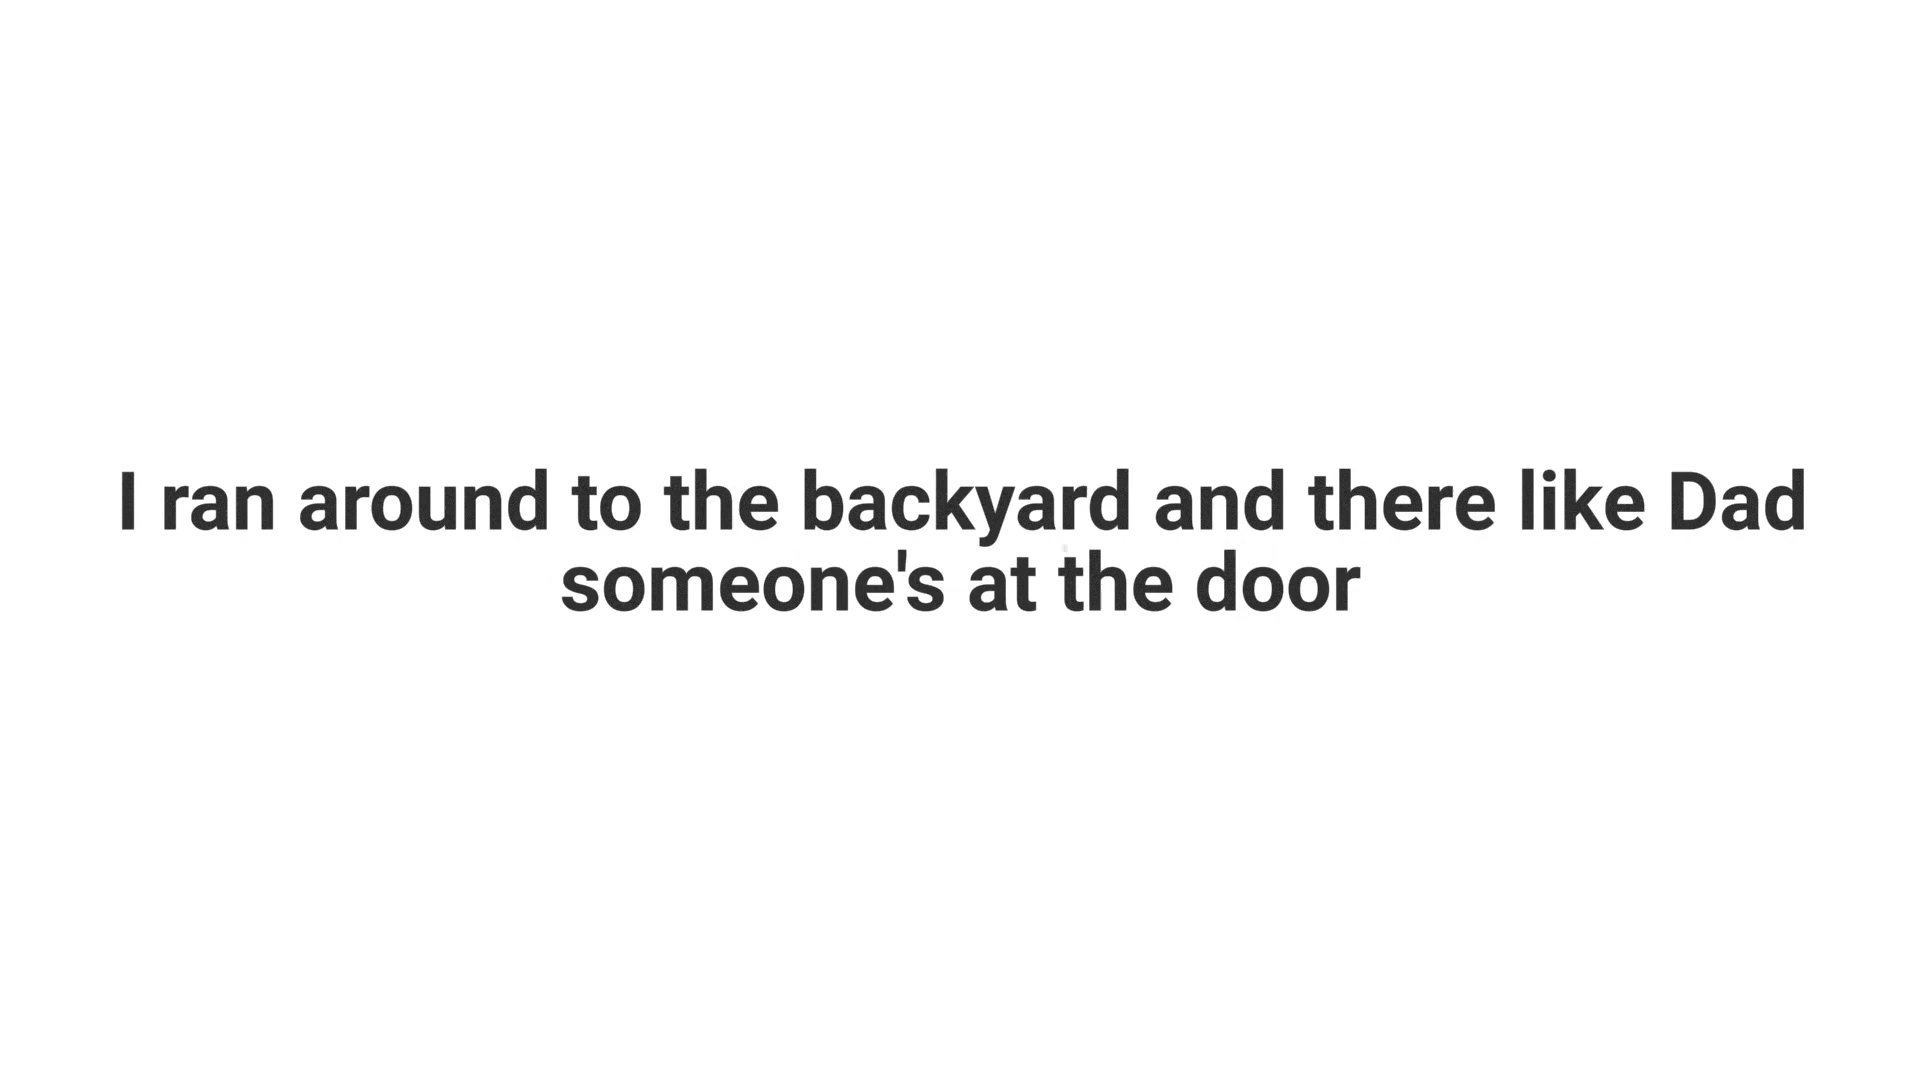 I ran around to the backyard and there like Dad
someone's at the door